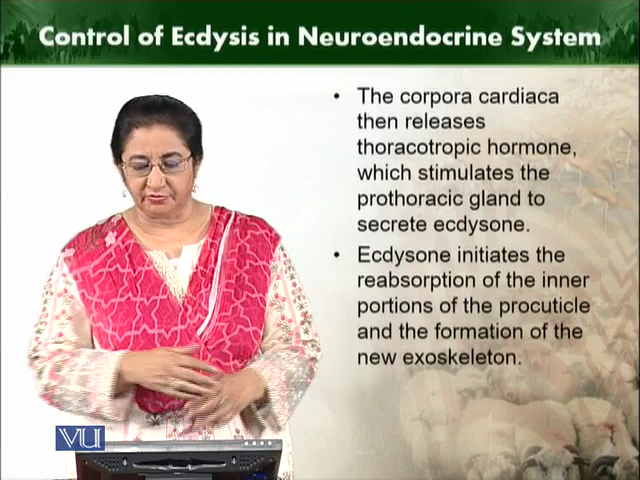 Control of Ecdysis in Neuroendocrine System
• The corpora cardiaca
then releases
thoracotropic hormone,
which stimulates the
prothoracic gland to
secrete ecdysone.
• Ecdysone initiates the
reabsorption of the inner
portions of the procuticle
and the formation of the
new exoskeleton.
VU